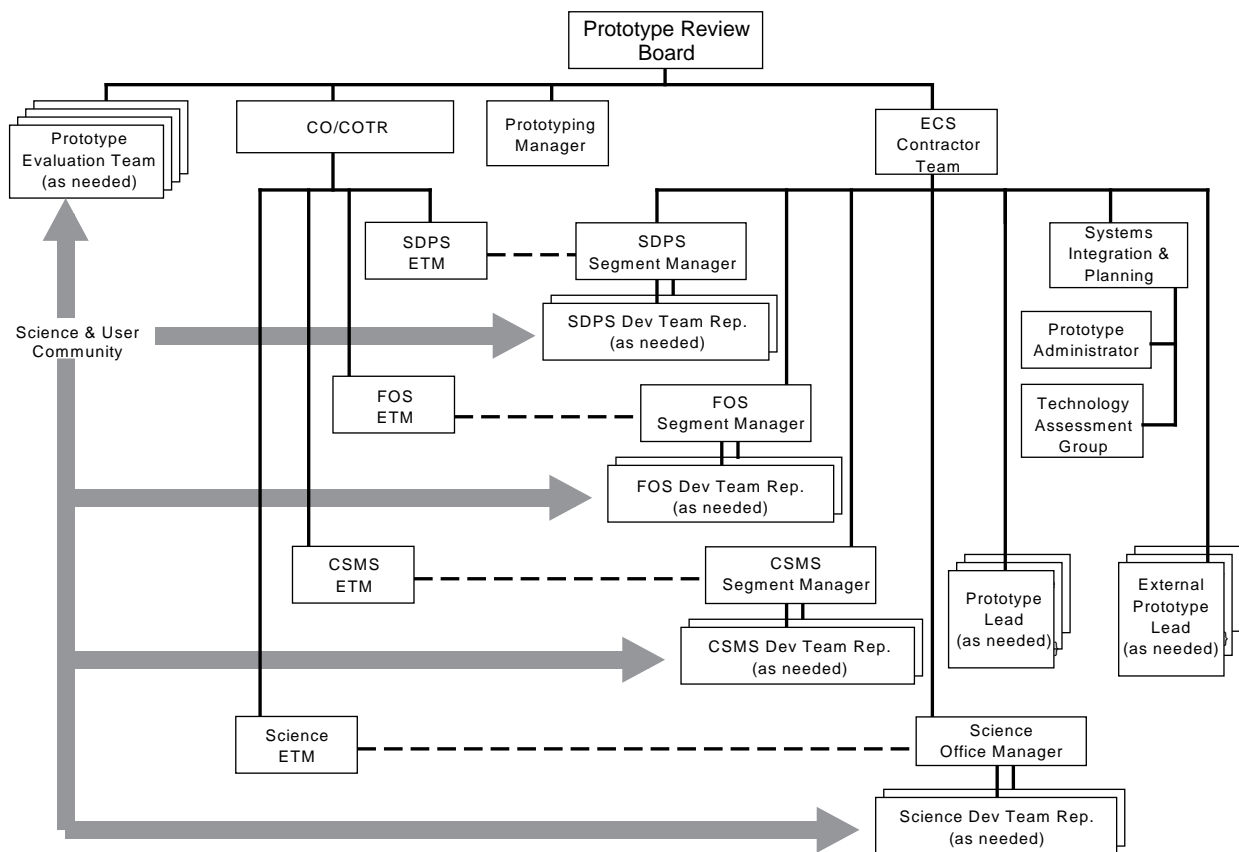 Prototype Review
Board
Prototype
Evaluation Team
(as needed)
CO/COTR
Prototyping
Manager
ECS
Contractor
Team
SDPS
ETM
SDPS
Segment Manager
Systems
Integration &
Planning
SDPS Dev Team Rep.
(as needed)
Science & User
Community
Prototype
Administrator
FOS
ETM
FOS
Segment Manager
Technology
Assessment
Group
FOS Dev Team Rep.
(as needed)
CSMS
ETM
CSMS
Segment Manager
Prototype
Lead
(as needed)
External
Prototype
Lead
(as needed)
CSMS Dev Team Rep.
(as needed)
Science
ETM
Science
Office Manager
Science Dev Team Rep.
(as needed)